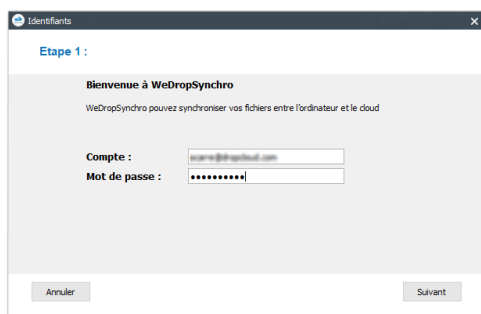 Identifiants
Etape 1 :
Bienvenue à WeDropSynchro
WeDropSynchro pouvez synchroniser vos fichiers entre l'ordinateur et le cloud
Compte :
Mot de passe : ••••••••••
Annuler
Suivant